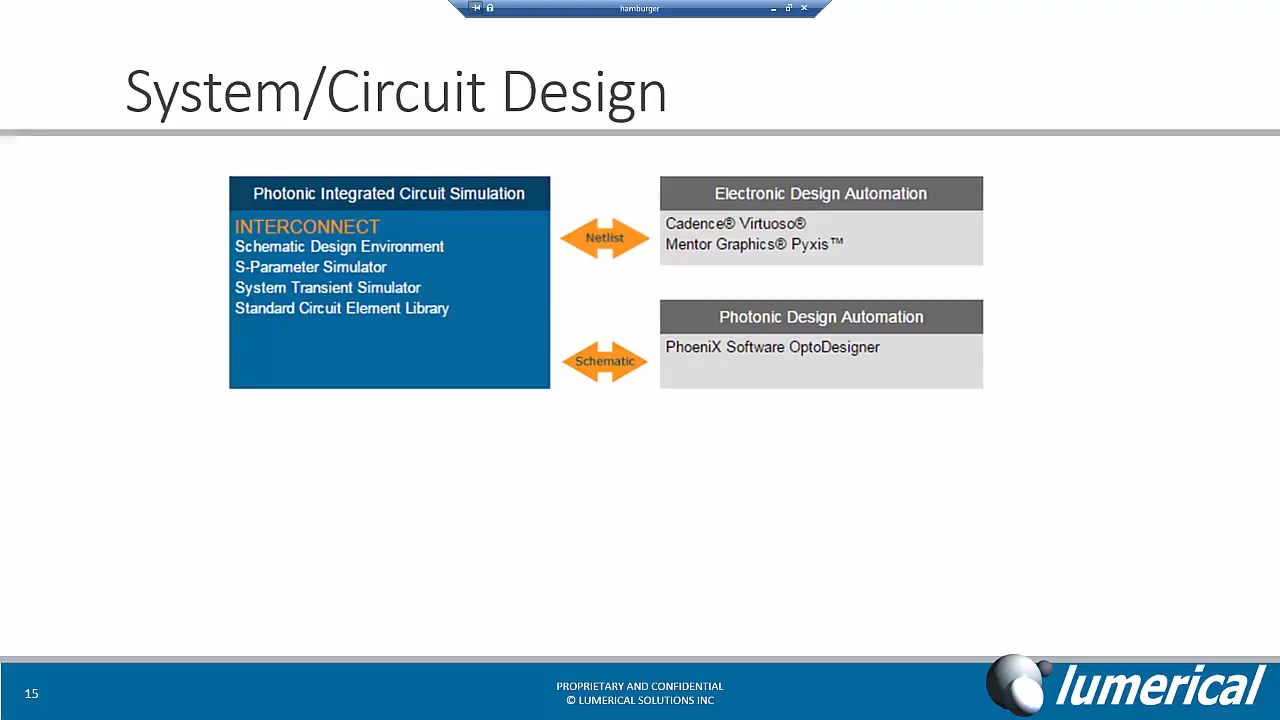 hamburger
System/Circuit Design
Photonic Integrated Circuit Simulation
INTERCONNECT
Schematic Design Environment
S-Parameter Simulator
System Transient Simulator
Standard Circuit Element Library
Netlist
Schematic
Electronic Design Automation
Cadence® Virtuoso®
Mentor Graphics® Pyxis™
Photonic Design Automation
PhoeniX Software OptoDesigner
15
PROPRIETARY AND CONFIDENTIAL
© LUMERICAL SOLUTIONS INC
lumerical